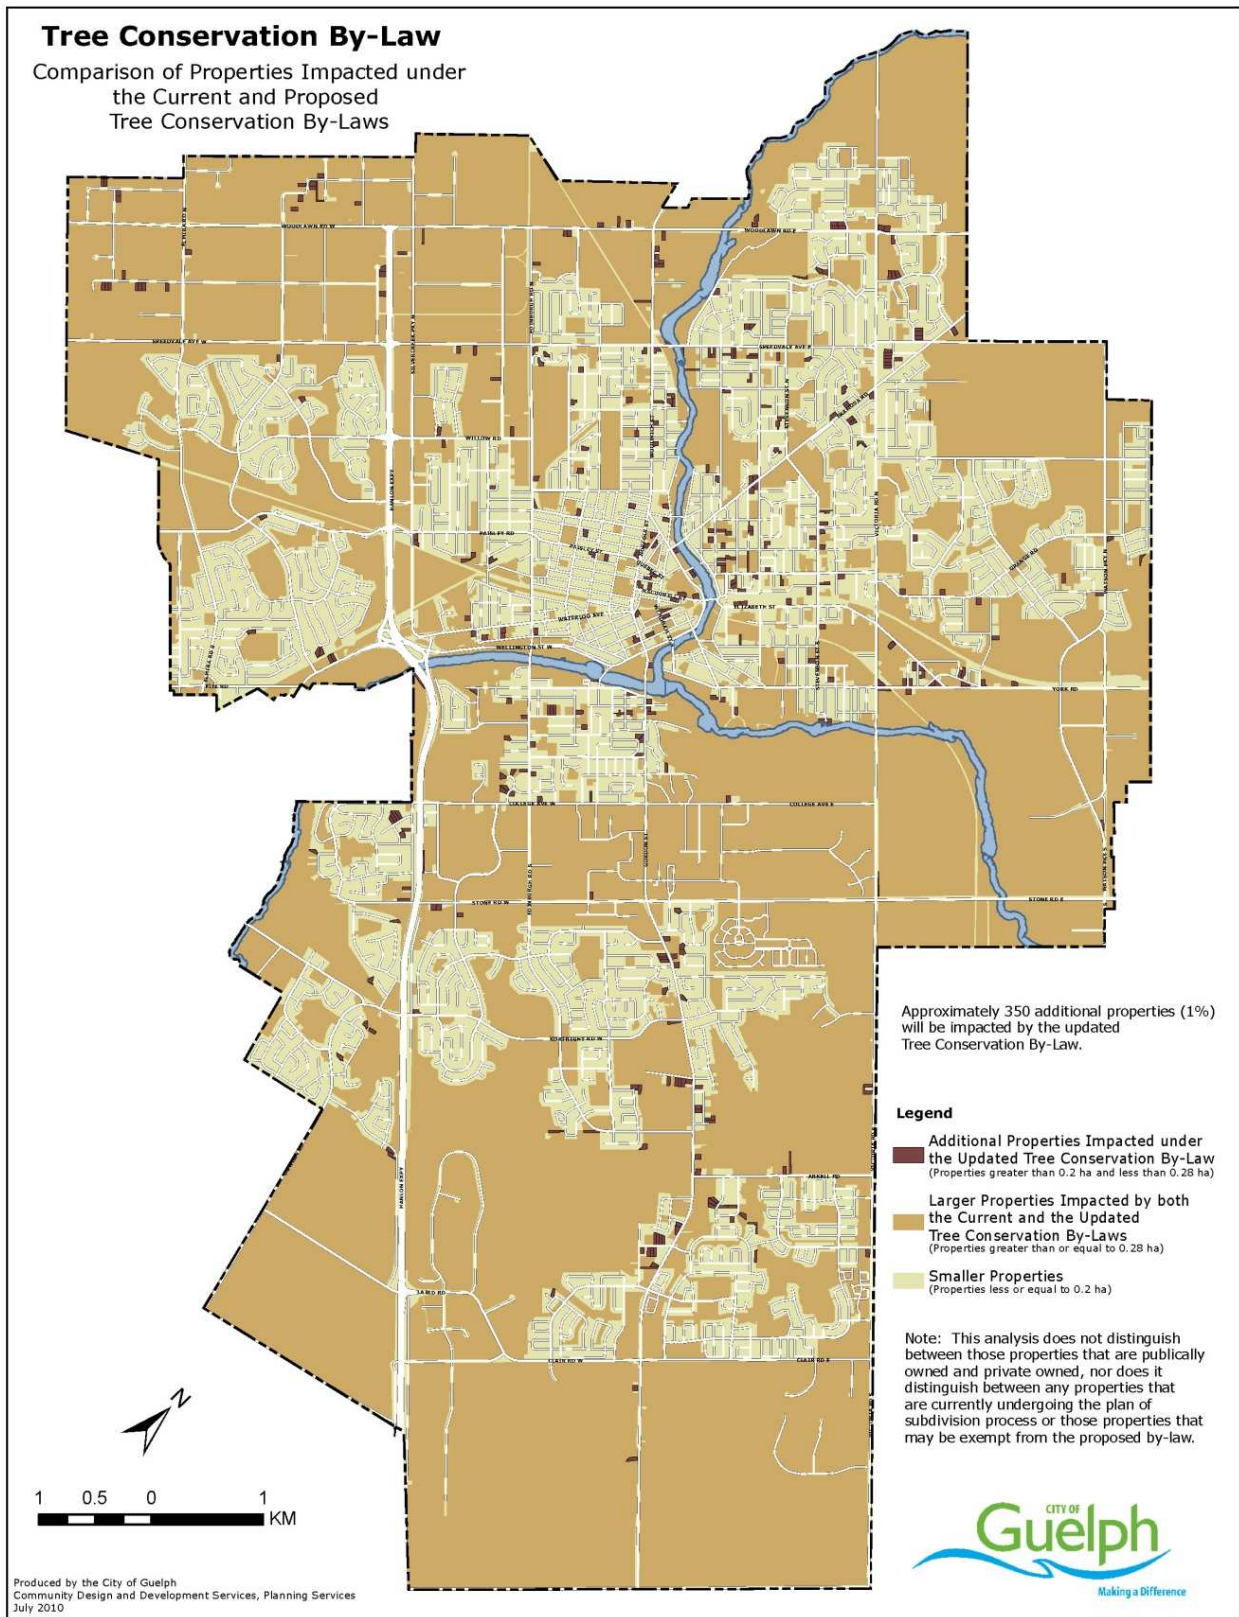 Tree Conservation By-Law
Comparison of Properties Impacted under
the Current and Proposed
Tree Conservation By-Laws
WOODLAWN RD W
WOODLAWN RD E
SPEEDVALE AVE W
SPEEDVALE AVE E
WILLOW RD
HANLON EXPY
PAISLEY RD
PAISLEY ST
VICTORIA RD N
WATERLOO AVE
ELIZABETH ST
WELLINGTON ST W
YORK RD
COLLEGE AVE W
COLLEGE AVE E
GORDON ST
EDINBURGH RD S
STONE RD W
STONE RD E
KORTRIGHT RD W
ARKELL RD
HANLON EXPY
LAIRD RD
CLAIR RD W
CLAIR RD E
Approximately 350 additional properties (1%)
will be impacted by the updated
Tree Conservation By-Law.
Legend
Additional Properties Impacted under
the Updated Tree Conservation By-Law
(Properties greater than 0.2 ha and less than 0.28 ha)
Larger Properties Impacted by both
the Current and the Updated
Tree Conservation By-Laws
(Properties greater than or equal to 0.28 ha)
Smaller Properties
(Properties less or equal to 0.2 ha)
Note: This analysis does not distinguish
between those properties that are publically
owned and private owned, nor does it
distinguish between any properties that
are currently undergoing the plan of
subdivision process or those properties that
may be exempt from the proposed by-law.
N
1 0.5 0 1
KM
CITY OF
Guelph
Making a Difference
Produced by the City of Guelph
Community Design and Development Services, Planning Services
July 2010